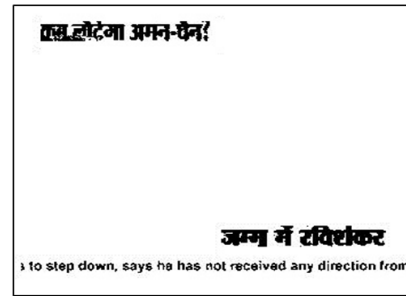 कब लौटेगा अमन-चैन?
जम्मू में रविशंकर
s to step down, says he has not received any direction from